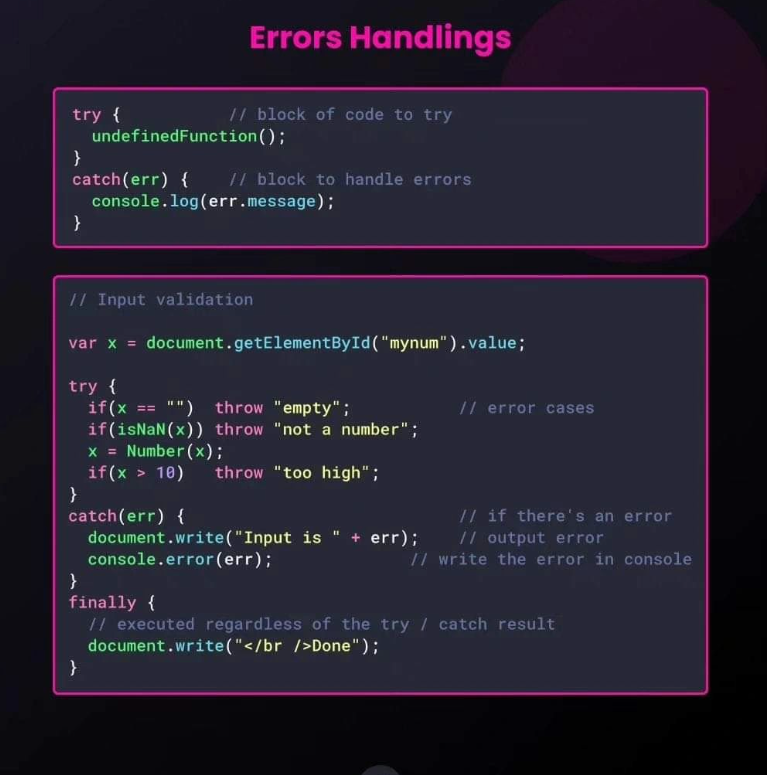 Errors Handlings
try {           // block of code to try
  undefinedFunction();
}
catch(err) {    // block to handle errors
  console.log(err.message);
}
// Input validation
var x = document.getElementById("mynum").value;
try {
  if(x == "")  throw "empty";           // error cases
  if(isNaN(x)) throw "not a number";
  x = Number(x);
  if(x > 10)   throw "too high";
}
catch(err) {                            // if there's an error
  document.write("Input is " + err);    // output error
  console.error(err);              // write the error in console
}
finally {
  // executed regardless of the try / catch result
  document.write("</br />Done");
}